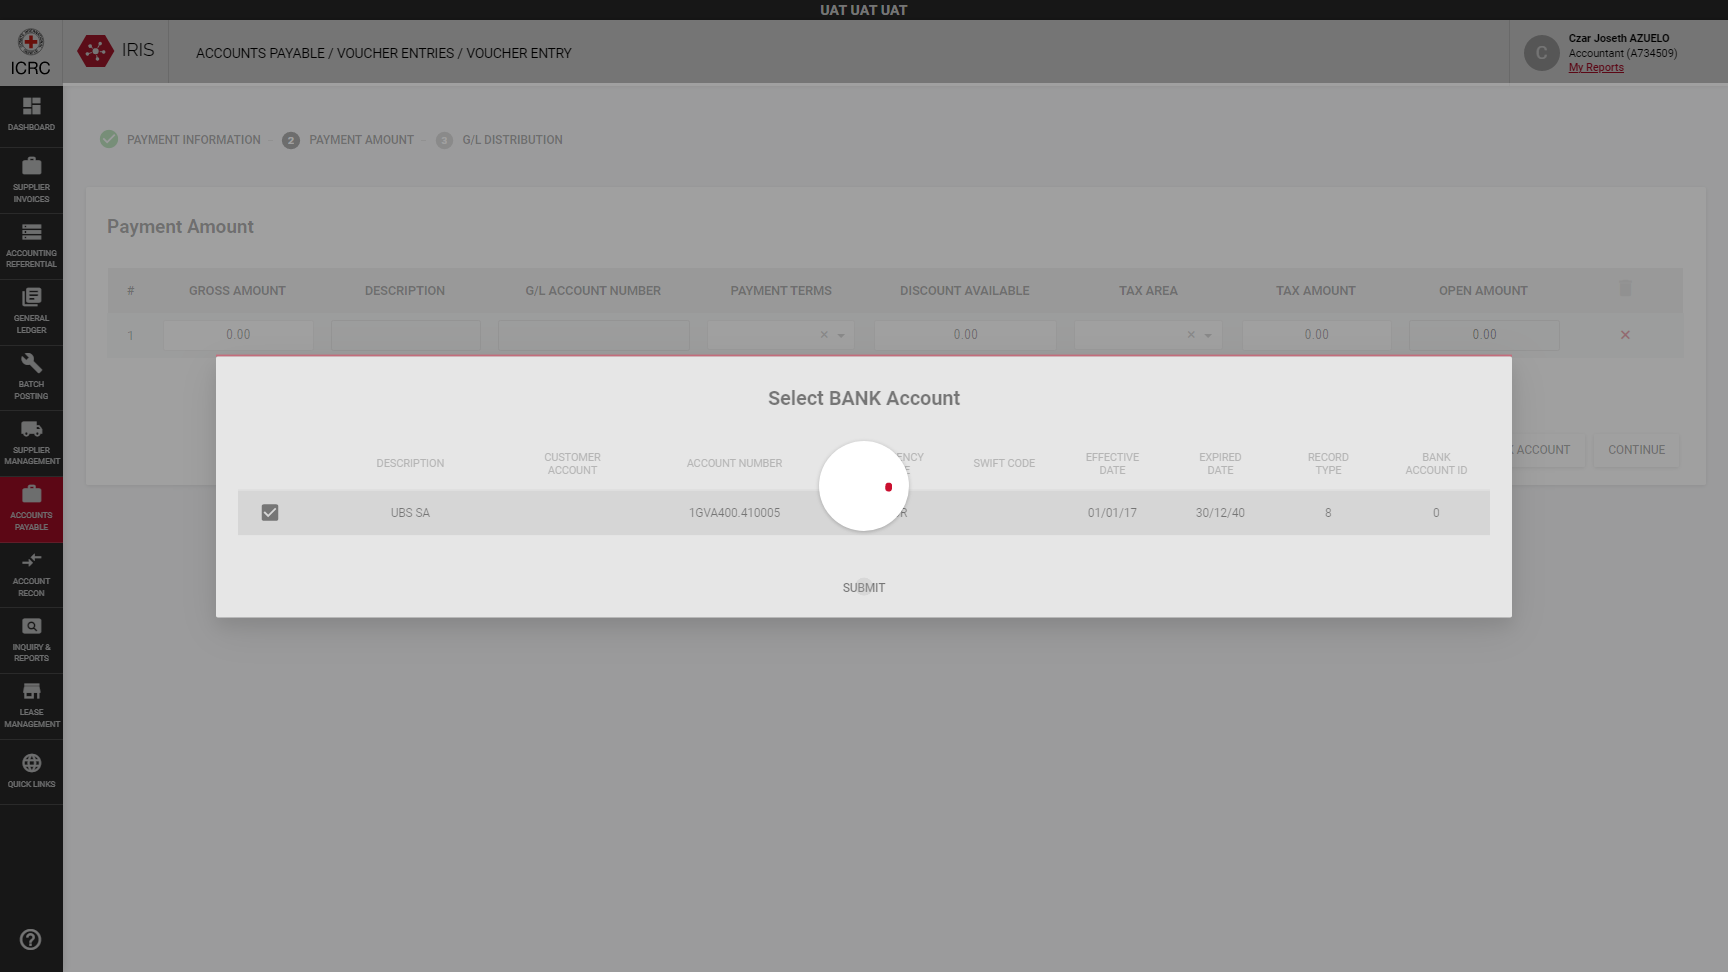 UAT UAT UAT
ICRC
IRIS
ACCOUNTS PAYABLE / VOUCHER ENTRIES / VOUCHER ENTRY
C
Czar Joseth AZUELO
Accountant (A734509)
My Reports
DASHBOARD
SUPPLIER
INVOICES
ACCOUNTING
REFERENTIAL
GENERAL
LEDGER
BATCH
POSTING
SUPPLIER
MANAGEMENT
ACCOUNTS
PAYABLE
ACCOUNT
RECON
INQUIRY &
REPORTS
LEASE
MANAGEMENT
QUICK LINKS
PAYMENT INFORMATION
2 PAYMENT AMOUNT
3 G/L DISTRIBUTION
Payment Amount
# GROSS AMOUNT DESCRIPTION G/L ACCOUNT NUMBER PAYMENT TERMS DISCOUNT AVAILABLE TAX AREA TAX AMOUNT OPEN AMOUNT
1 0.00 0.00 0.00 0.00
ACCOUNT
CONTINUE
Select BANK Account
DESCRIPTION
CUSTOMER
ACCOUNT
ACCOUNT NUMBER
SWIFT CODE
EFFECTIVE
DATE
EXPIRED
DATE
RECORD
TYPE
BANK
ACCOUNT ID
UBS SA 1GVA400.410005 01/01/17 30/12/40 8 0
SUBMIT